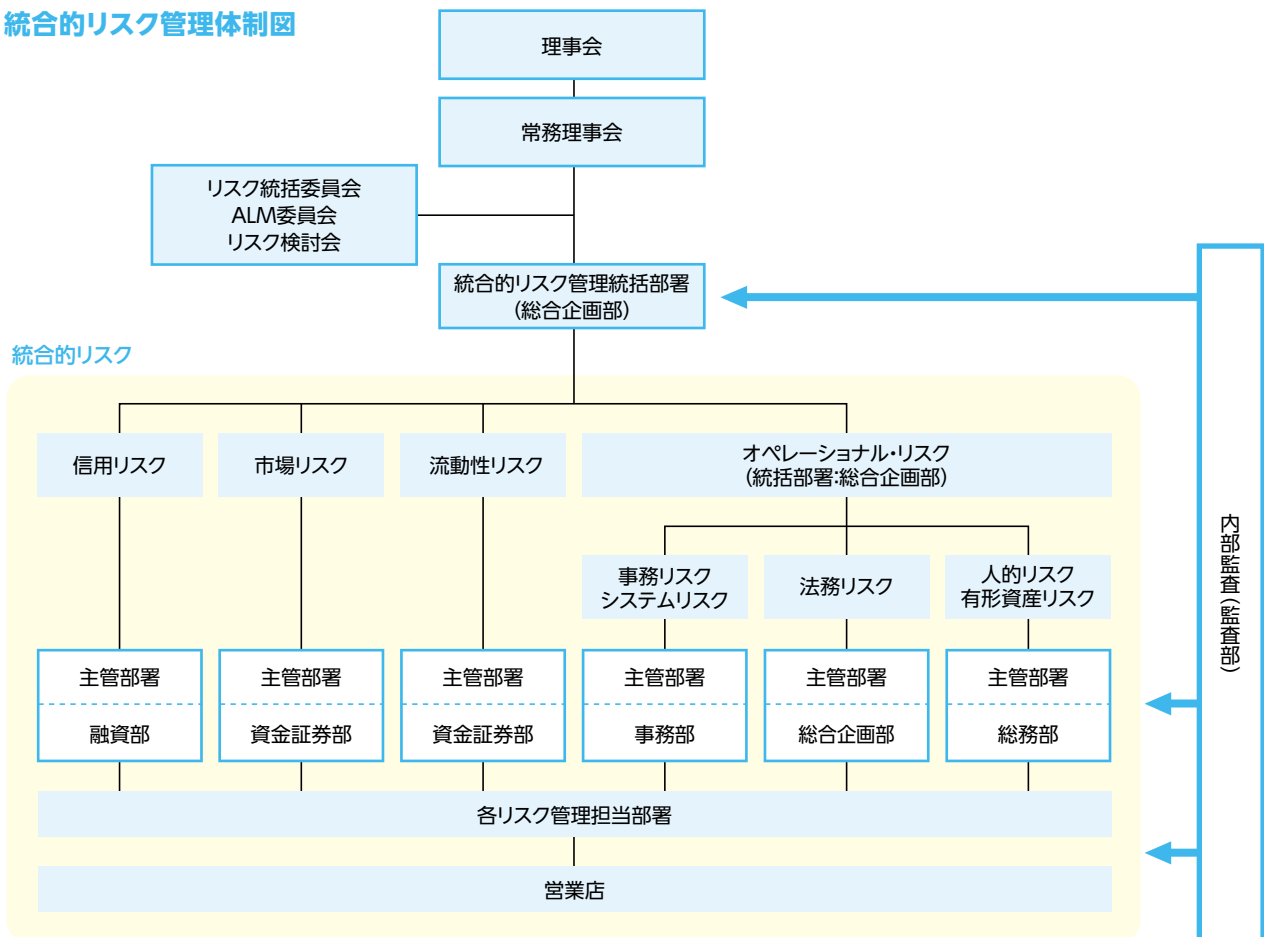 統合的リスク管理体制図
理事会
常務理事会
リスク統括委員会
ALM委員会
リスク検討会
統合的リスク管理統括部署
(総合企画部)
統合的リスク
信用リスク
市場リスク
流動性リスク
オペレーショナル・リスク
(統括部署:総合企画部)
事務リスク
システムリスク
法務リスク
人的リスク
有形資産リスク
主管部署
融資部
主管部署
資金証券部
主管部署
資金証券部
主管部署
事務部
主管部署
総合企画部
主管部署
総務部
各リスク管理担当部署
営業店
内部監査(監査部)